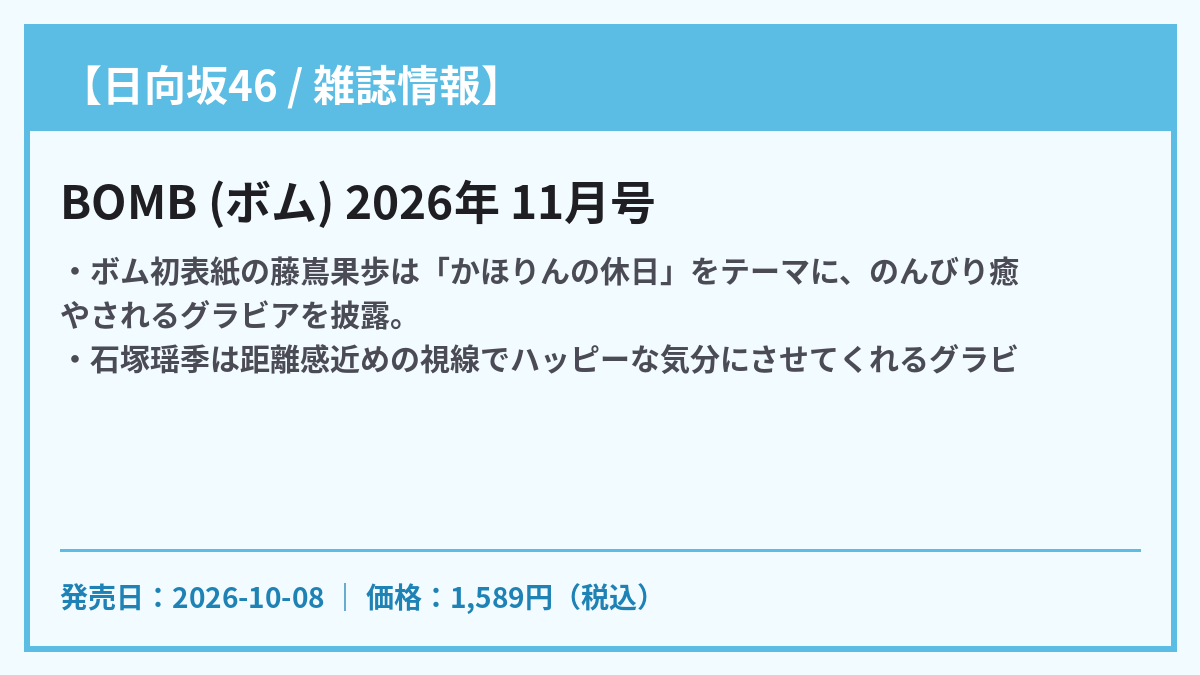 【日向坂46 / 雑誌情報】
BOMB (ボム) 2026年 11月号
・ボム初表紙の藤嶌果歩は「かほりんの休日」をテーマに、のんびり癒
やされるグラビアを披露。
・石塚瑶季は距離感近めの視線でハッピーな気分にさせてくれるグラビ
発売日：2026-10-08 ｜ 価格：1,589円（税込）